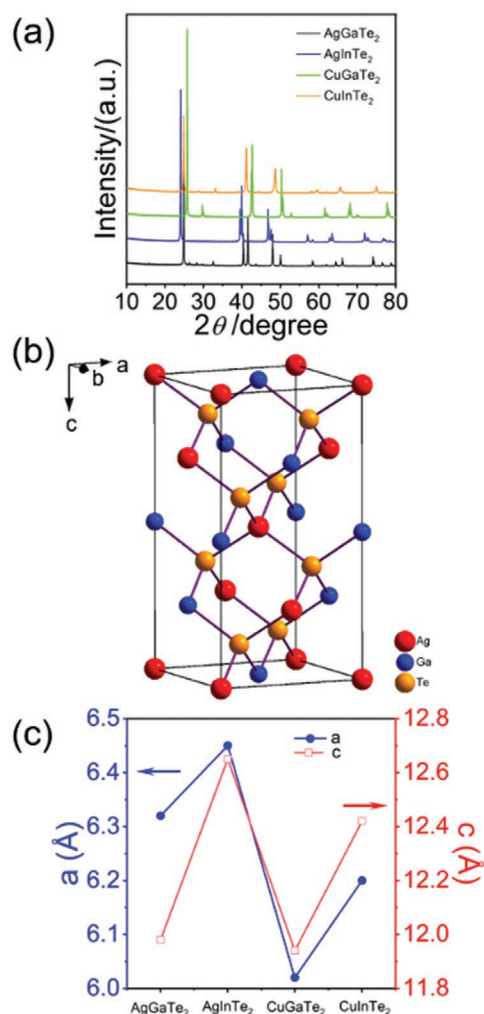 (a)
AgGaTe₂
AgInTe₂
CuGaTe₂
CuInTe₂
Intensity/(a.u.)
10 20 30 40 50 60 70 80
2θ /degree
(b)
a
b
c
Ag
Ga
Te
(c)
6.5
6.4
6.3
6.2
6.1
6.0
a (Å)
a
c
12.8
12.6
12.4
12.2
12.0
11.8
c (Å)
AgGaTe₂ AgInTe₂ CuGaTe₂ CuInTe₂